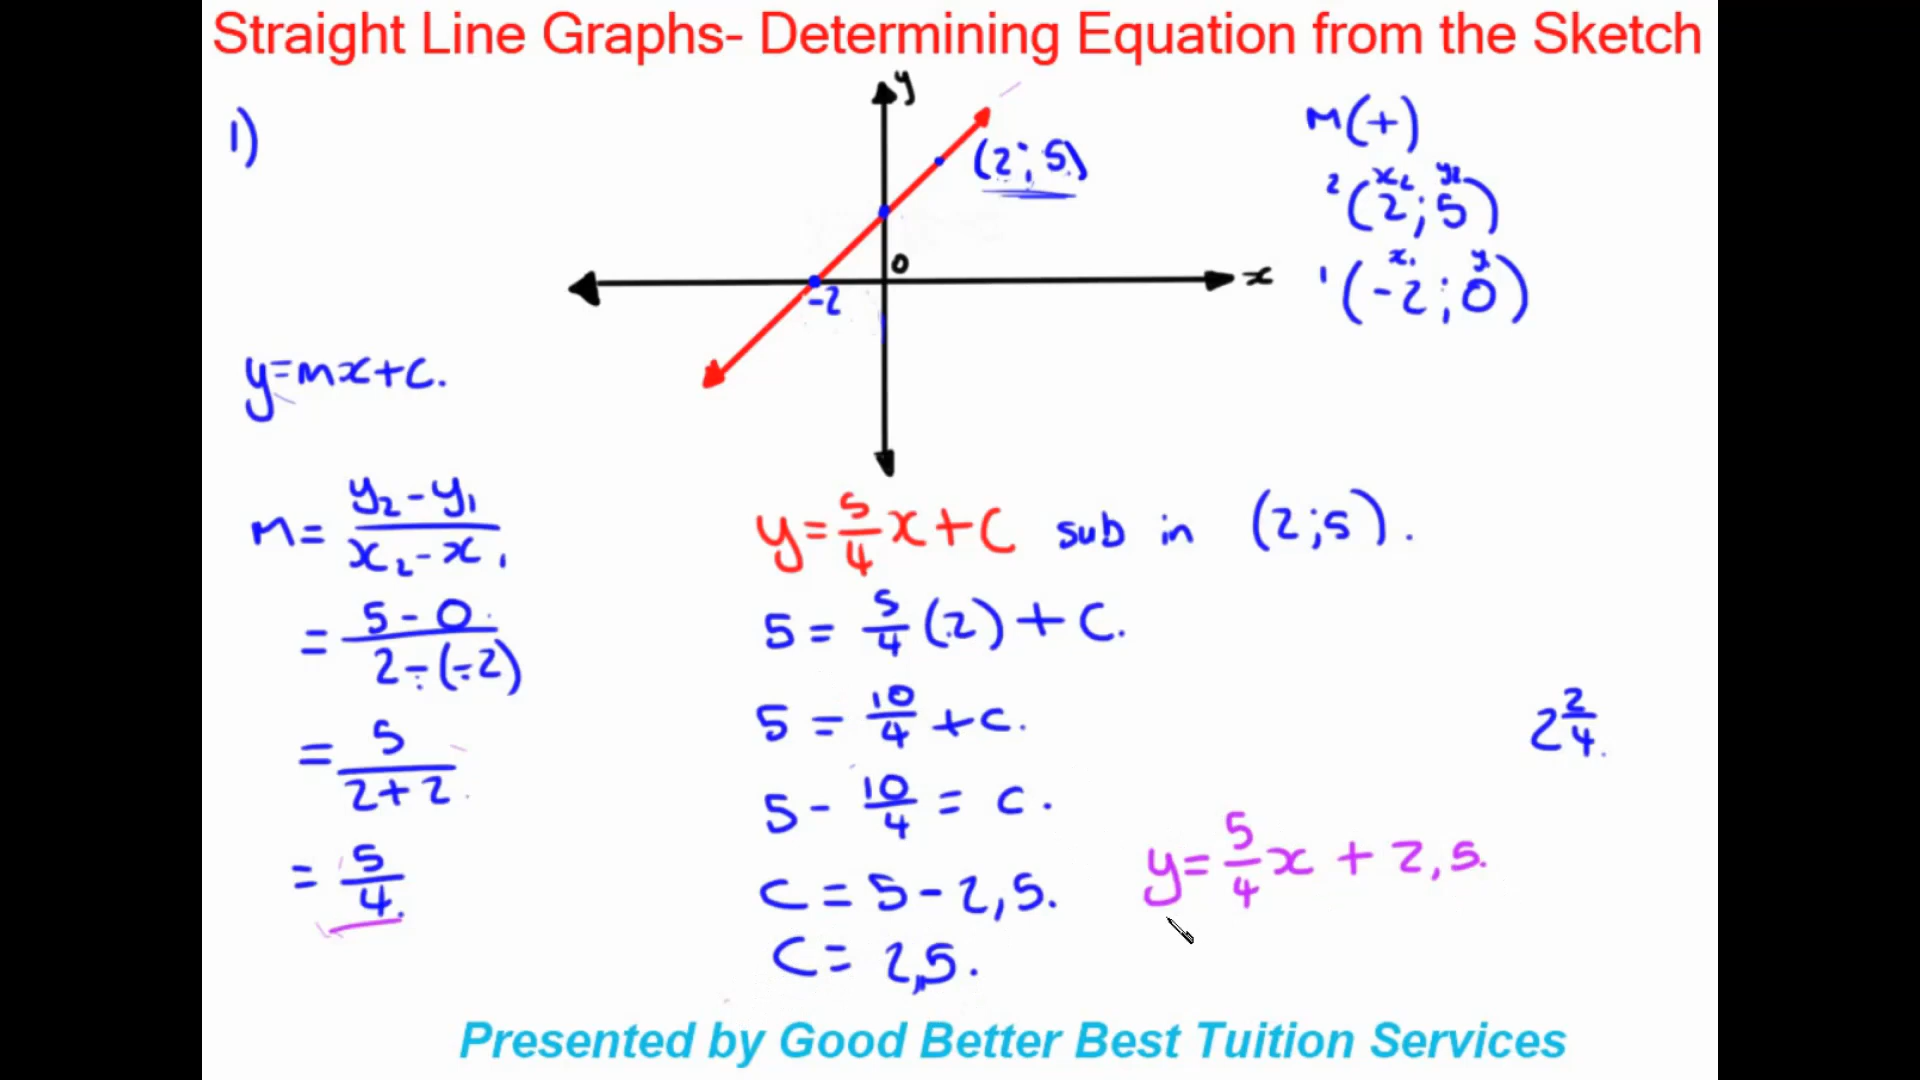 Straight Line Graphs- Determining Equation from the Sketch
1)
y
(2;5)
0
x
-2
M(+)
x₂ y₂
2 (2;5)
x₁ y₁
1 (-2;0)
y=mx+c.
M = y₂-y₁ / x₂-x₁
= 5-0 / 2-(-2)
= 5 / 2+2
= 5/4.
y=5/4x+C sub in (2;5).
5=5/4(2)+C.
5=10/4+c.
5-10/4=c.
C=5-2,5.
C=2,5.
2 2/4.
y=5/4x+2,5.
Presented by Good Better Best Tuition Services